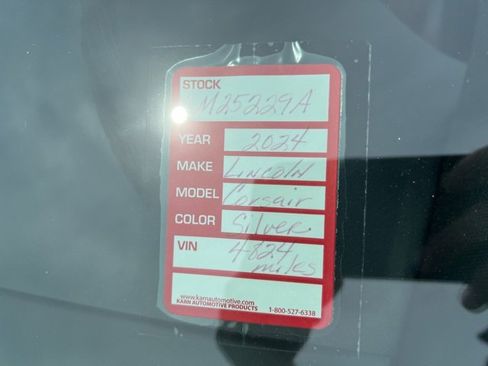 STOCK
M25229A
YEAR 2024
MAKE Lincoln
MODEL Corsair
COLOR Silver
VIN 4824
miles
www.karnautomotive.com
KARN AUTOMOTIVE PRODUCTS 1-800-527-6338